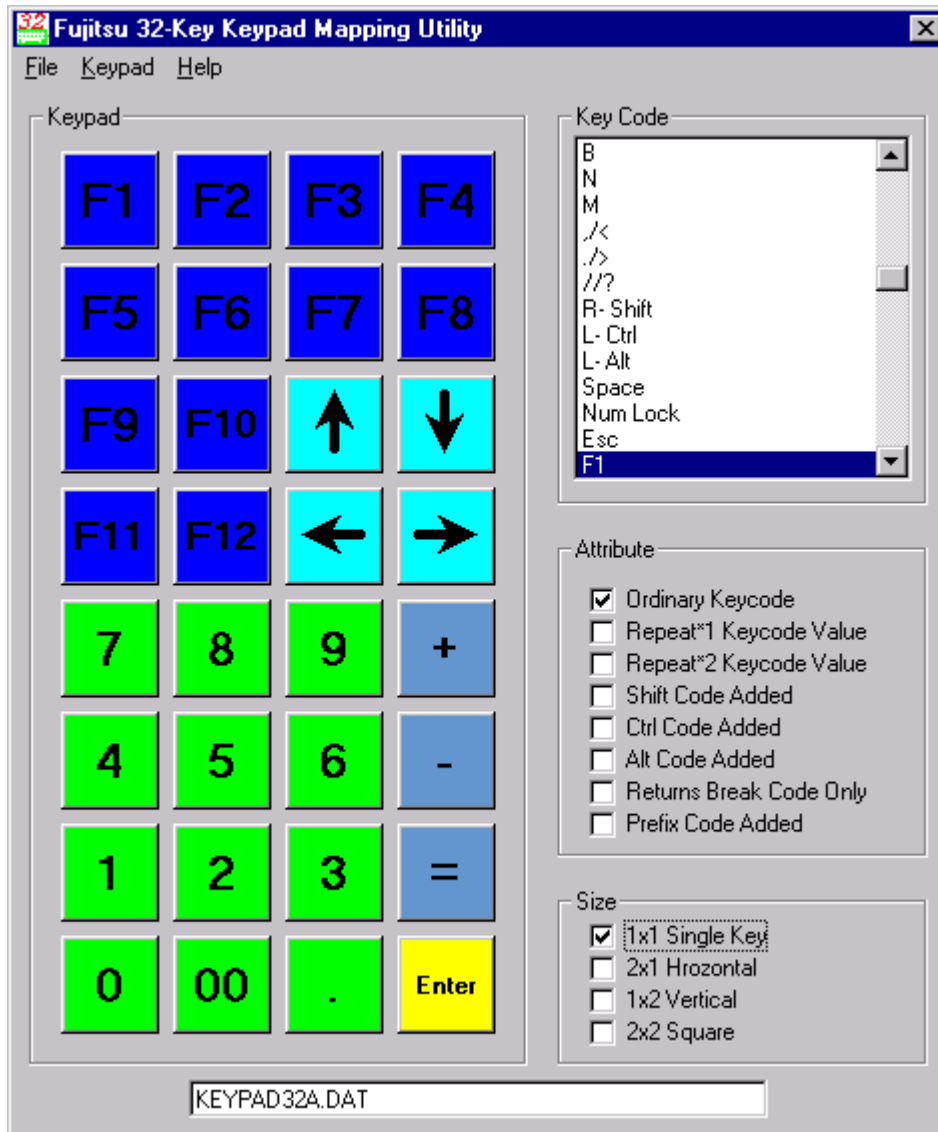 32
Fujitsu 32-Key Keypad Mapping Utility
File Keypad Help
Keypad
F1 F2 F3 F4
F5 F6 F7 F8
F9 F10
F11 F12
7 8 9 +
4 5 6 -
1 2 3 =
0 00 . Enter
Key Code
B
N
M
,/<
./>
//?
R- Shift
L- Ctrl
L- Alt
Space
Num Lock
Esc
F1
Attribute
Ordinary Keycode
Repeat*1 Keycode Value
Repeat*2 Keycode Value
Shift Code Added
Ctrl Code Added
Alt Code Added
Returns Break Code Only
Prefix Code Added
Size
1x1 Single Key
2x1 Hrozontal
1x2 Vertical
2x2 Square
KEYPAD32A.DAT